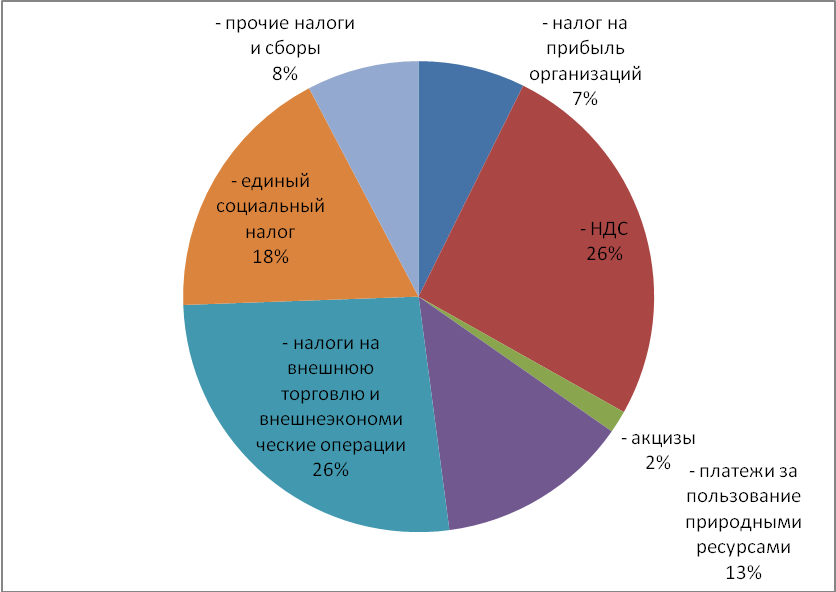 - прочие налоги
и сборы
8%
- налог на
прибыль
организаций
7%
- единый
социальный
налог
18%
- НДС
26%
- налоги на
внешнюю
торговлю и
внешнеэкономи
ческие операции
26%
- акцизы
2%
- платежи за
пользование
природными
ресурсами
13%